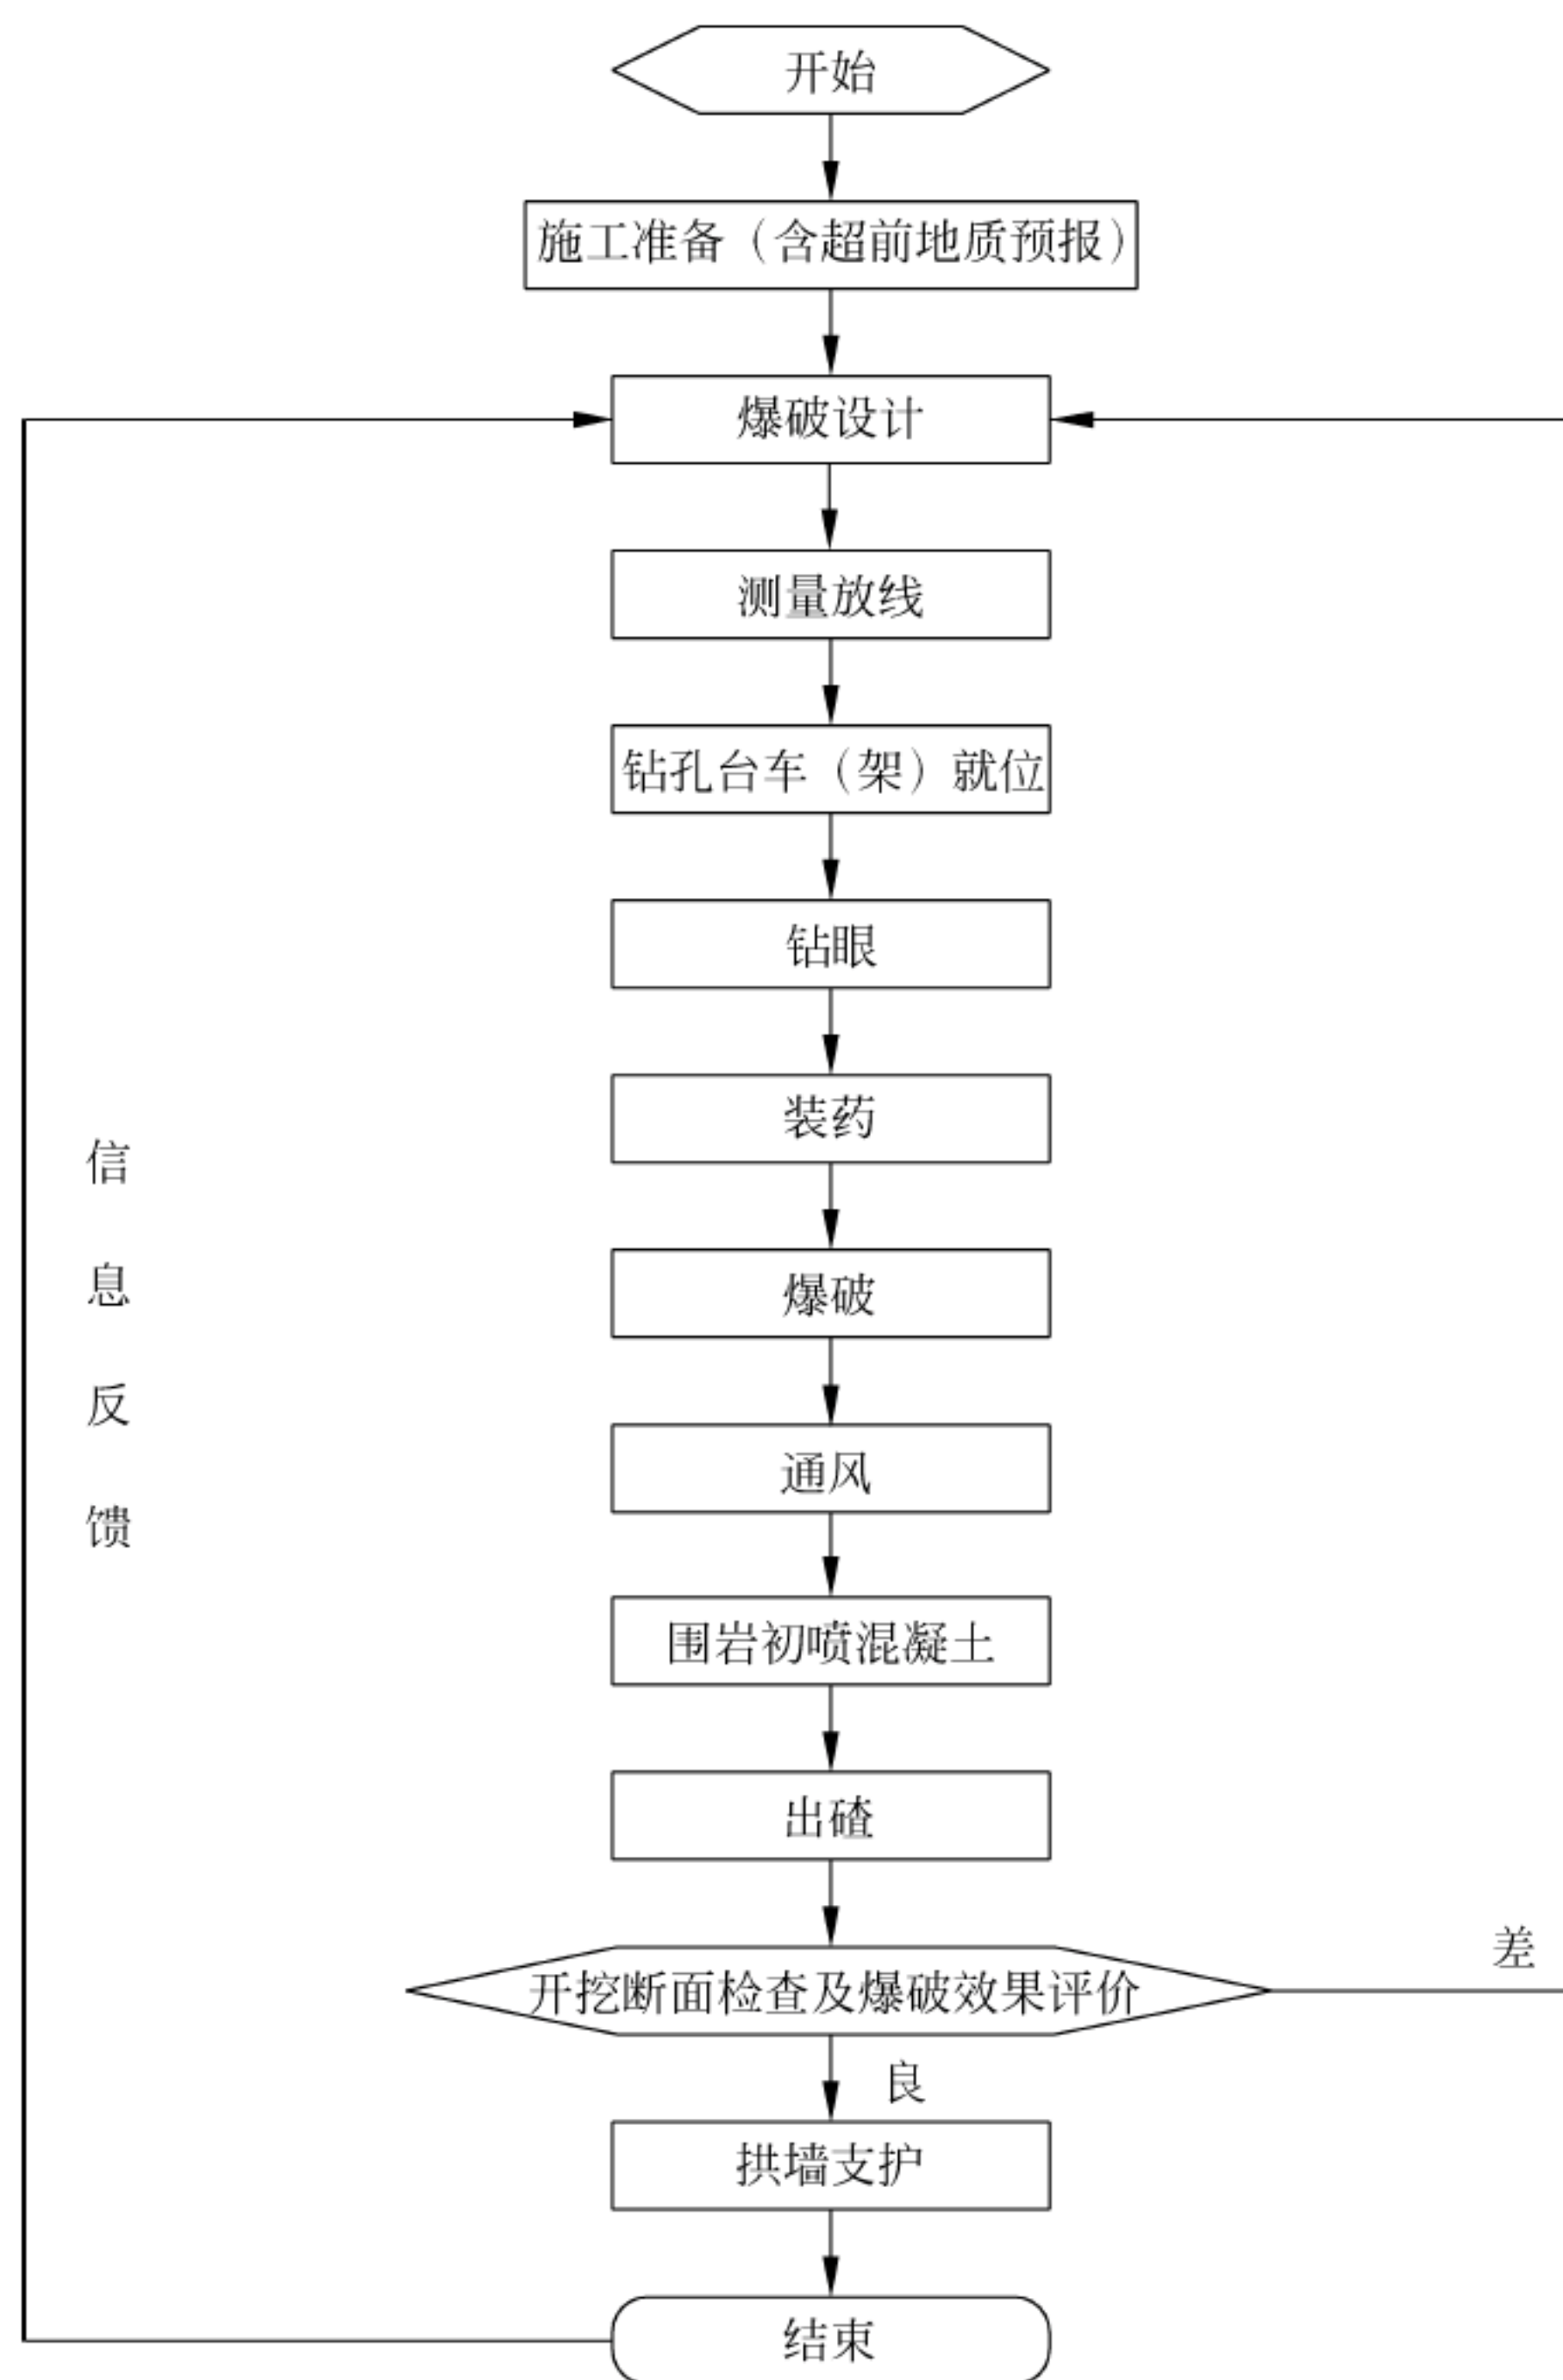 开始
施工准备（含超前地质预报）
爆破设计
测量放线
钻孔台车（架）就位
钻眼
装药
爆破
通风
围岩初喷混凝土
出碴
开挖断面检查及爆破效果评价
差
良
拱墙支护
结束
信
息
反
馈